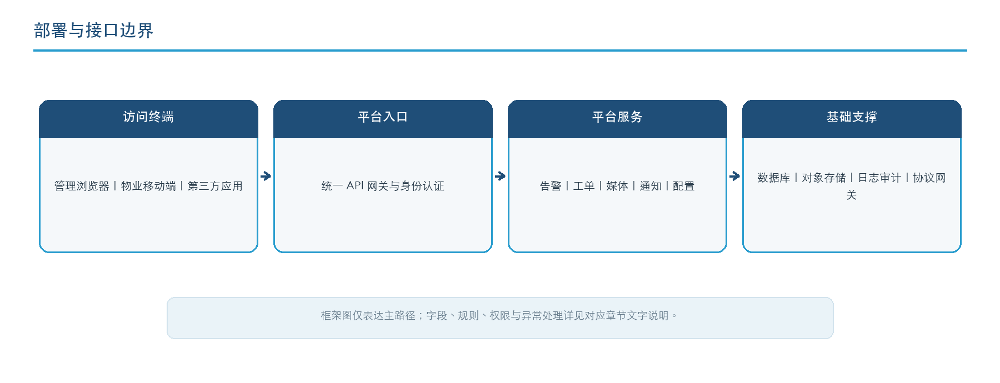 部署与接口边界
访问终端
管理浏览器｜物业移动端｜第三方应用
平台入口
统一 API 网关与身份认证
平台服务
告警｜工单｜媒体｜通知｜配置
基础支撑
数据库｜对象存储｜日志审计｜协议网
关
框架图仅表达主路径；字段、规则、权限与异常处理详见对应章节文字说明。